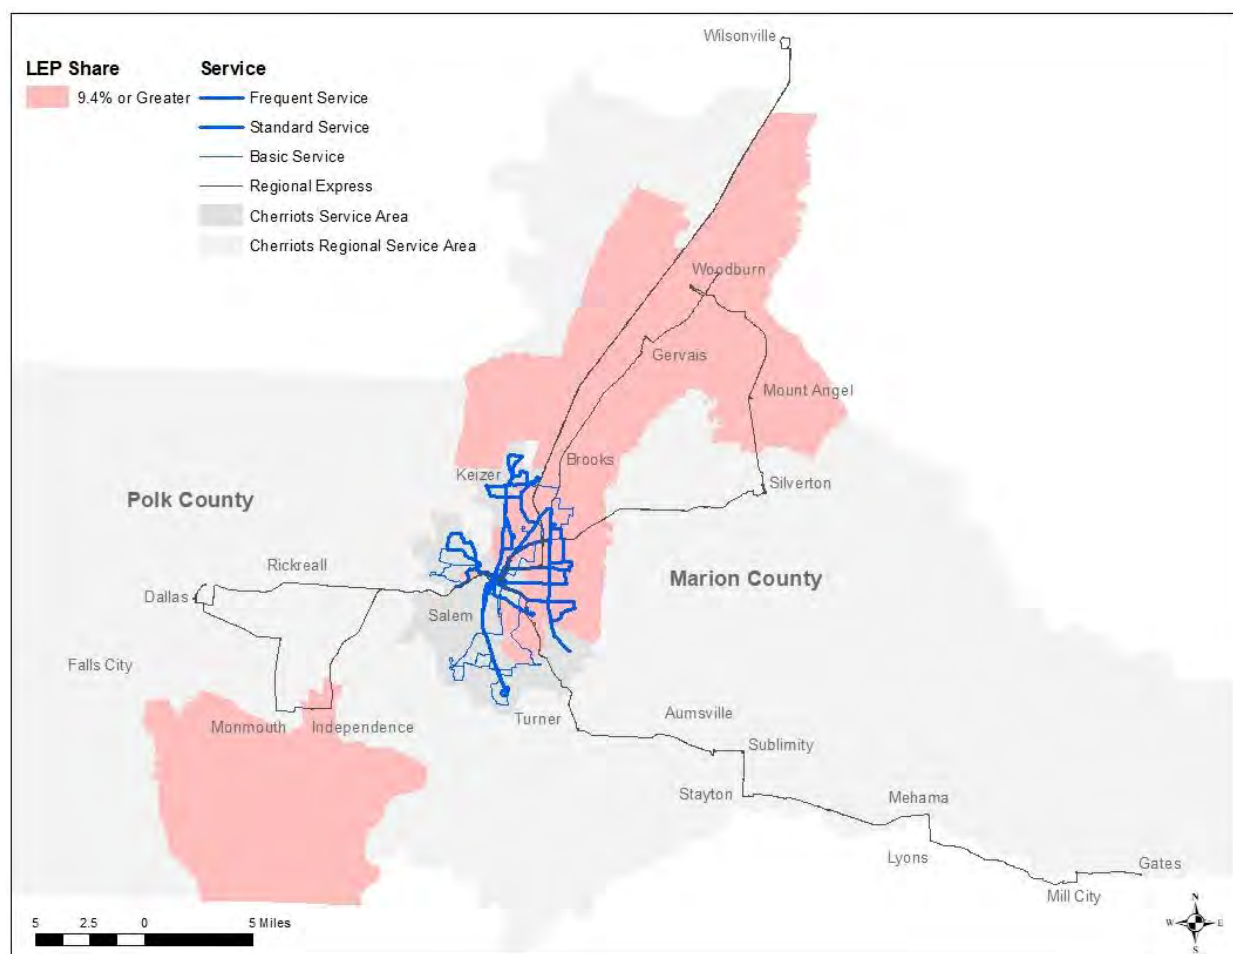 Wilsonville
LEP Share
9.4% or Greater
Service
Frequent Service
Standard Service
Basic Service
Regional Express
Cherriots Service Area
Cherriots Regional Service Area
Woodburn
Gervais
Mount Angel
Keizer
Brooks
Silverton
Polk County
Marion County
Rickreall
Dallas
Salem
Falls City
Monmouth
Independence
Turner
Aumsville
Sublimity
Stayton
Mehama
Lyons
Gates
Mill City
5 2.5 0 5 Miles
N
W E
S